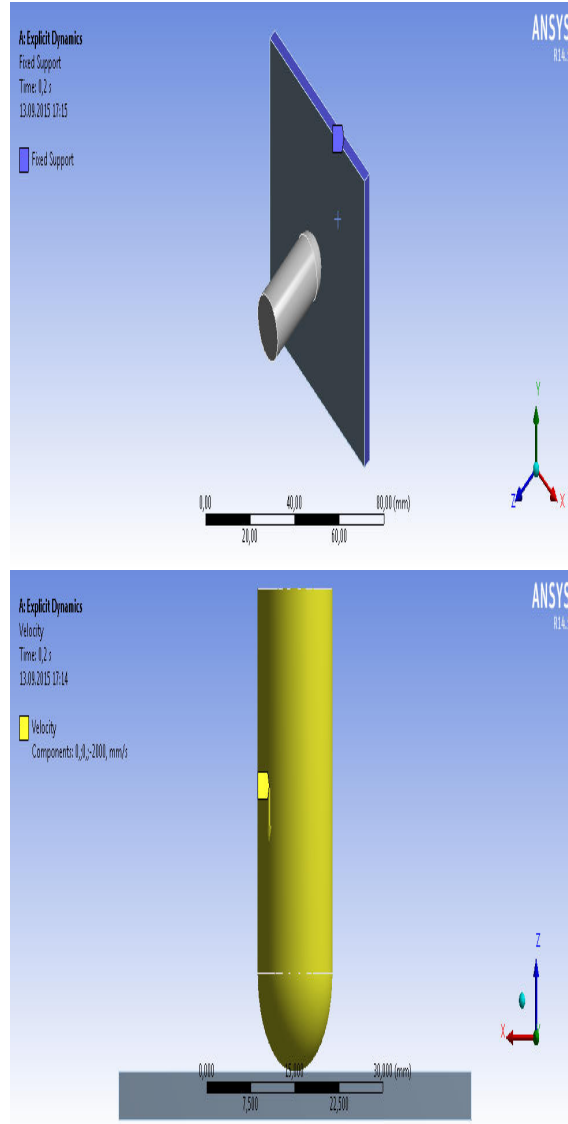 A: Explicit Dynamics
Fixed Support
Time: 0,2 s
13.09.2015 17:15
Fixed Support
ANSYS
R14.
Y
Z
X
0,00 40,00 80,00 (mm)
20,00 60,00
A: Explicit Dynamics
Velocity
Time: 0,2 s
13.09.2015 17:14
Velocity
Components: 0,;0,;-2000, mm/s
ANSYS
R14.
Z
X
Y
0,000 15,000 30,000 (mm)
7,500 22,500